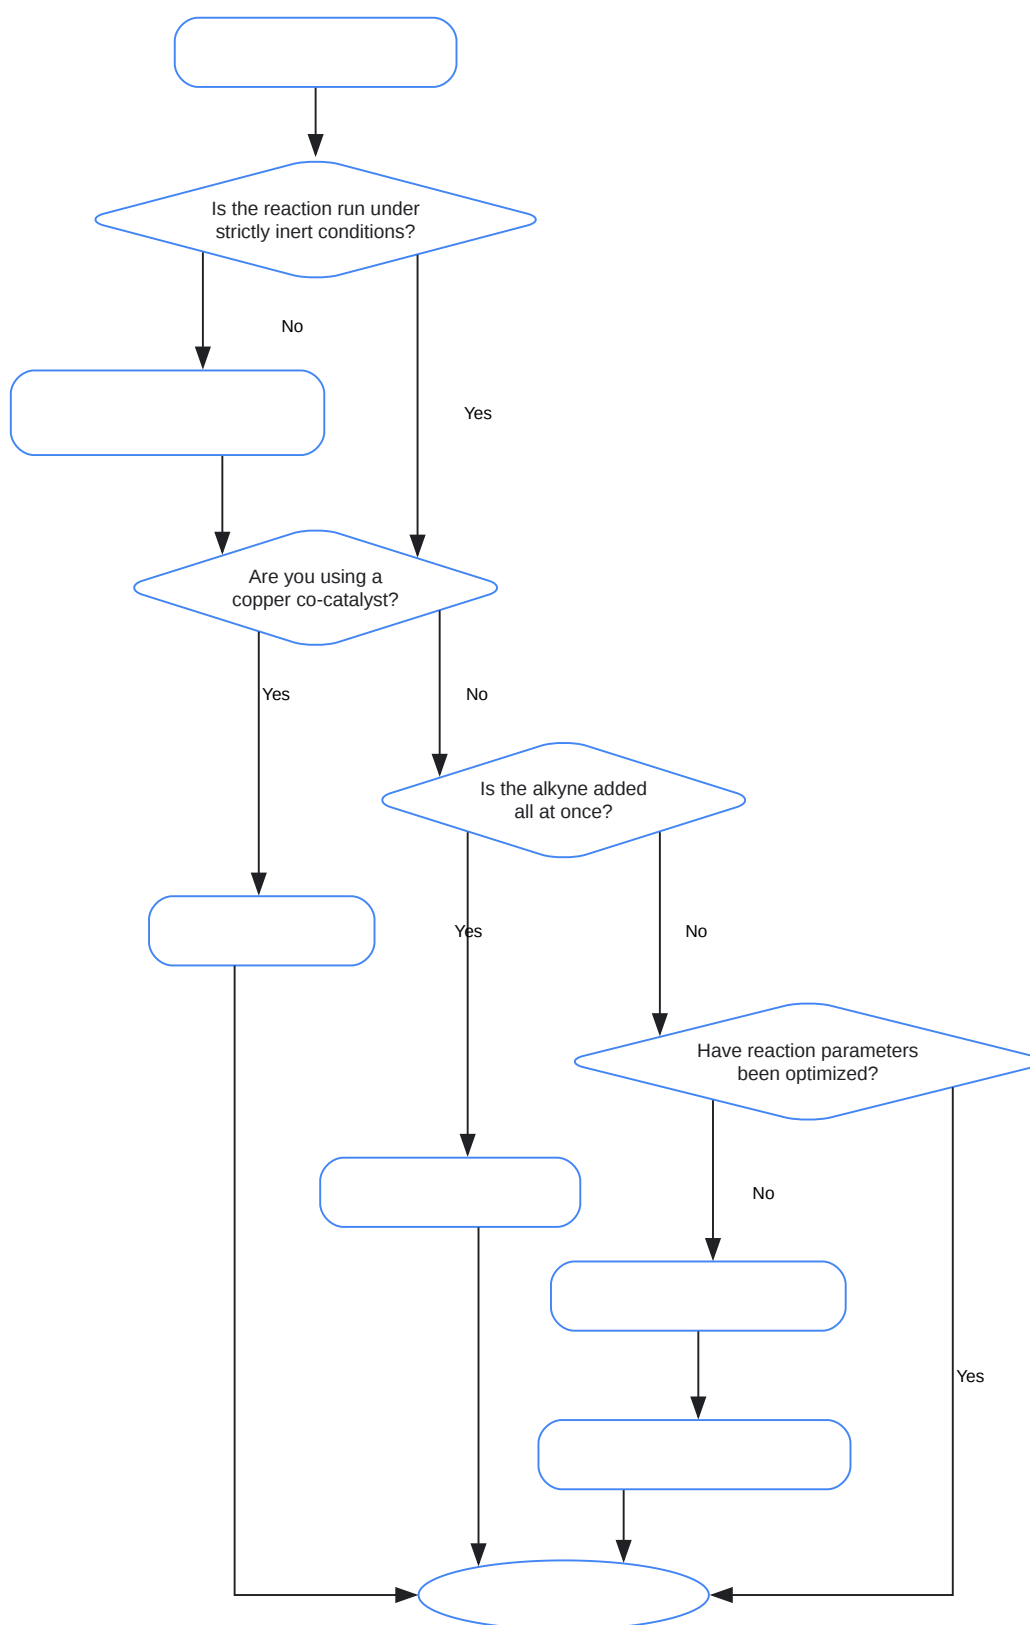 Is the reaction run under
strictly inert conditions?
No
Yes
Are you using a
copper co-catalyst?
Yes
No
Is the alkyne added
all at once?
Yes
No
Have reaction parameters
been optimized?
No
Yes